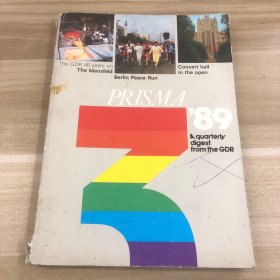 The GDR 40 years on
The Mansfeld
Berlin Peace Run
Concert hall
in the open
PRISMA
'89
A quarterly
digest
from the GDR
3